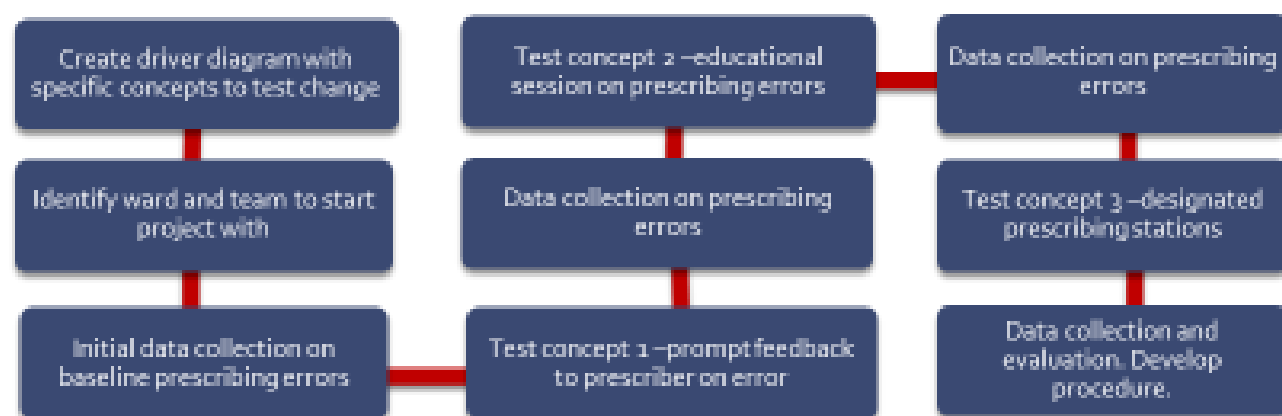 Create driver diagram with
specific concepts to test change
Identify ward and team to start
project with
Initial data collection on
baseline prescribing errors
Test concept 1 –prompt feedback
to prescriber on error
Data collection on prescribing
errors
Test concept 2 –educational
session on prescribing errors
Data collection on prescribing
errors
Test concept 3 –designated
prescribing stations
Data collection and
evaluation. Develop
procedure.